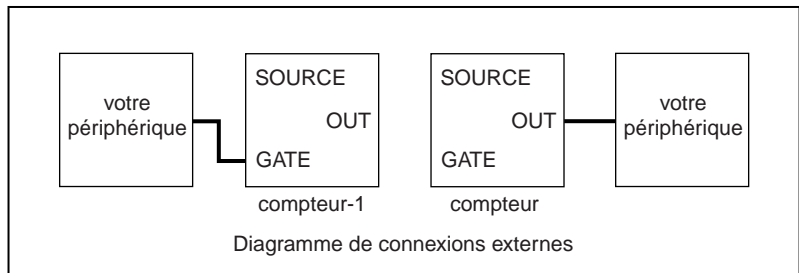 votre
périphérique
SOURCE
OUT
GATE
compteur-1
SOURCE
OUT
GATE
compteur
votre
périphérique
Diagramme de connexions externes